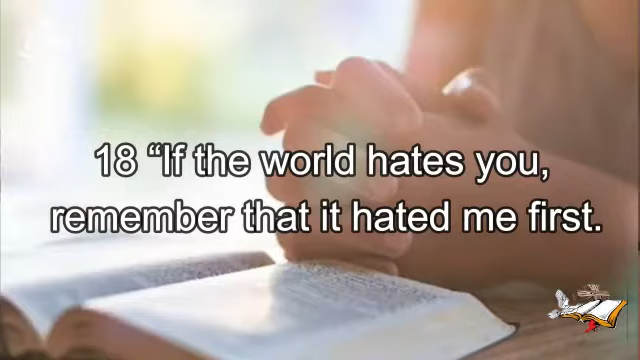 18 “If the world hates you,
remember that it hated me first.